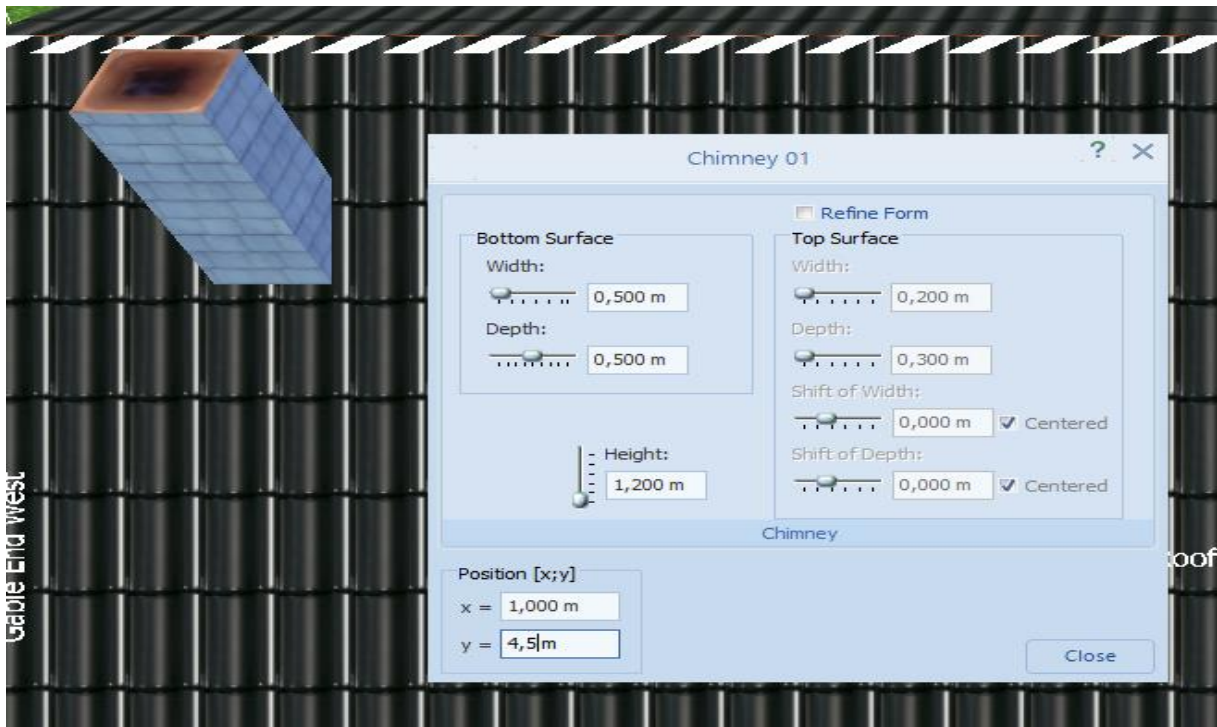 Chimney 01
?
Refine Form
Bottom Surface
Width:
0,500 m
Depth:
0,500 m
Height:
1,200 m
Top Surface
Width:
0,200 m
Depth:
0,300 m
Shift of Width:
0,000 m Centered
Shift of Depth:
0,000 m Centered
Chimney
Position [x;y]
x = 1,000 m
y = 4,5m
Close
Gable End West
oof